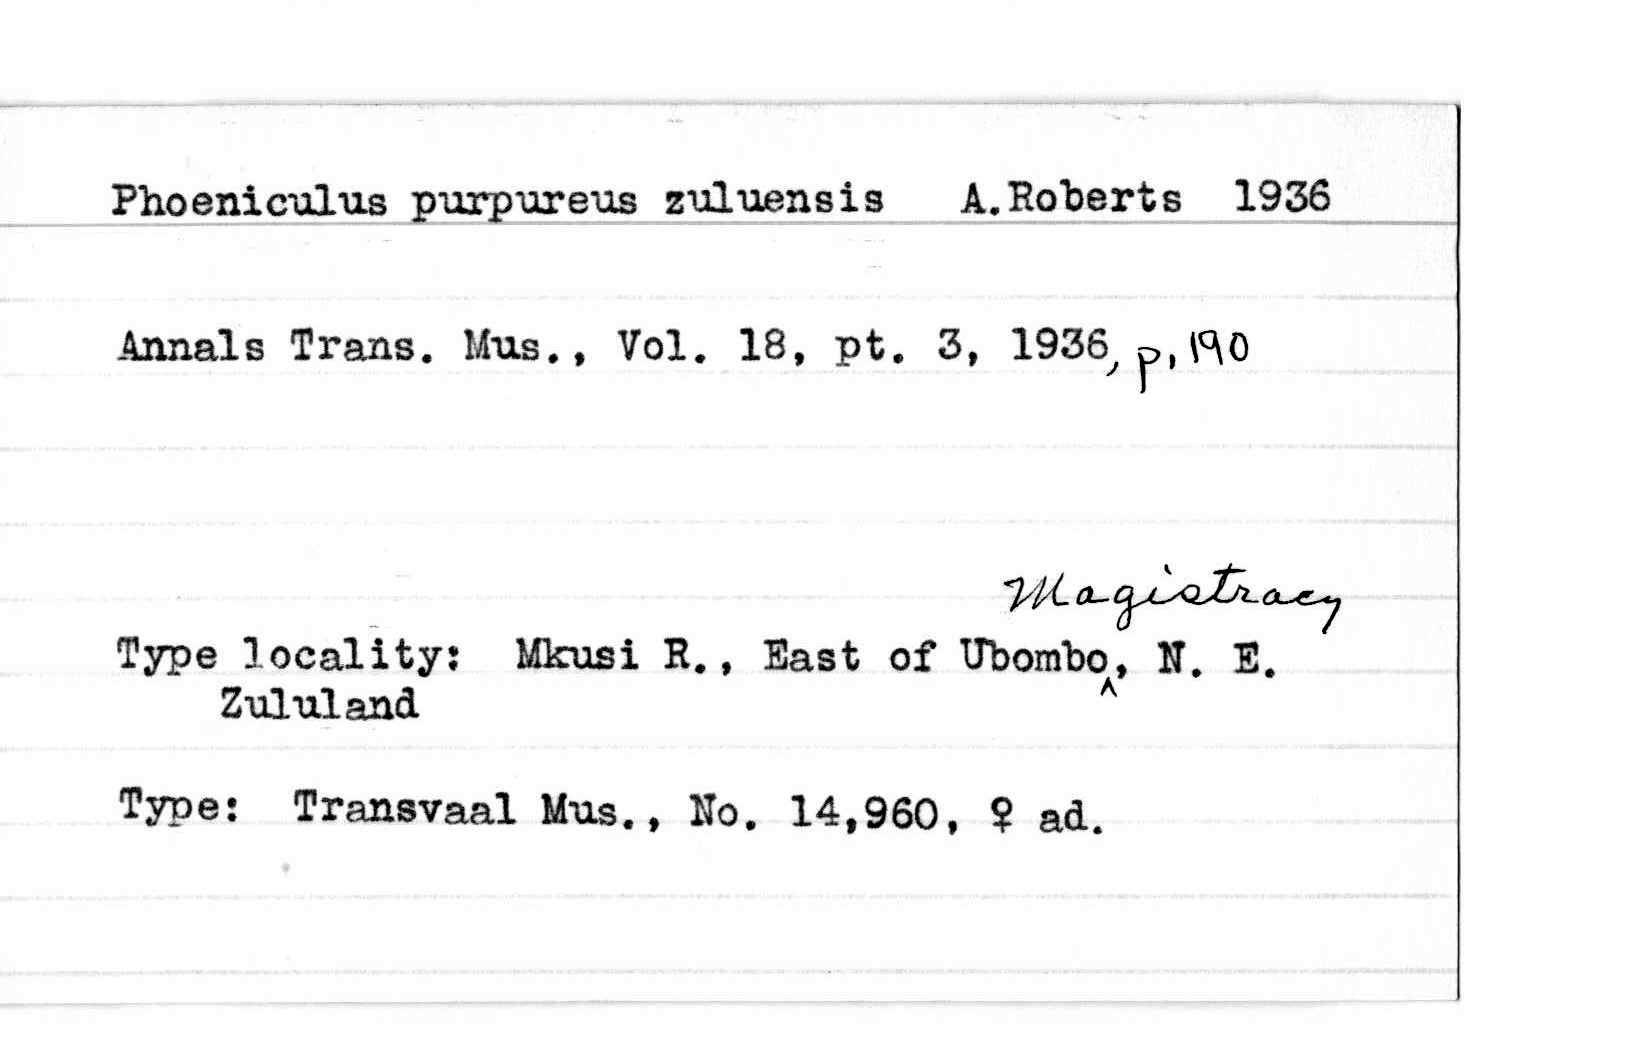 Phoeniculus purpureus zuluensis A.Roberts 1936
Annals Trans. Mus., Vol. 18, pt. 3, 1936, p. 190
Magistracy
Type locality: Mkusi R., East of Ubombo‸, N. E.
Zululand
Type: Transvaal Mus., No. 14,960, ♀ ad.